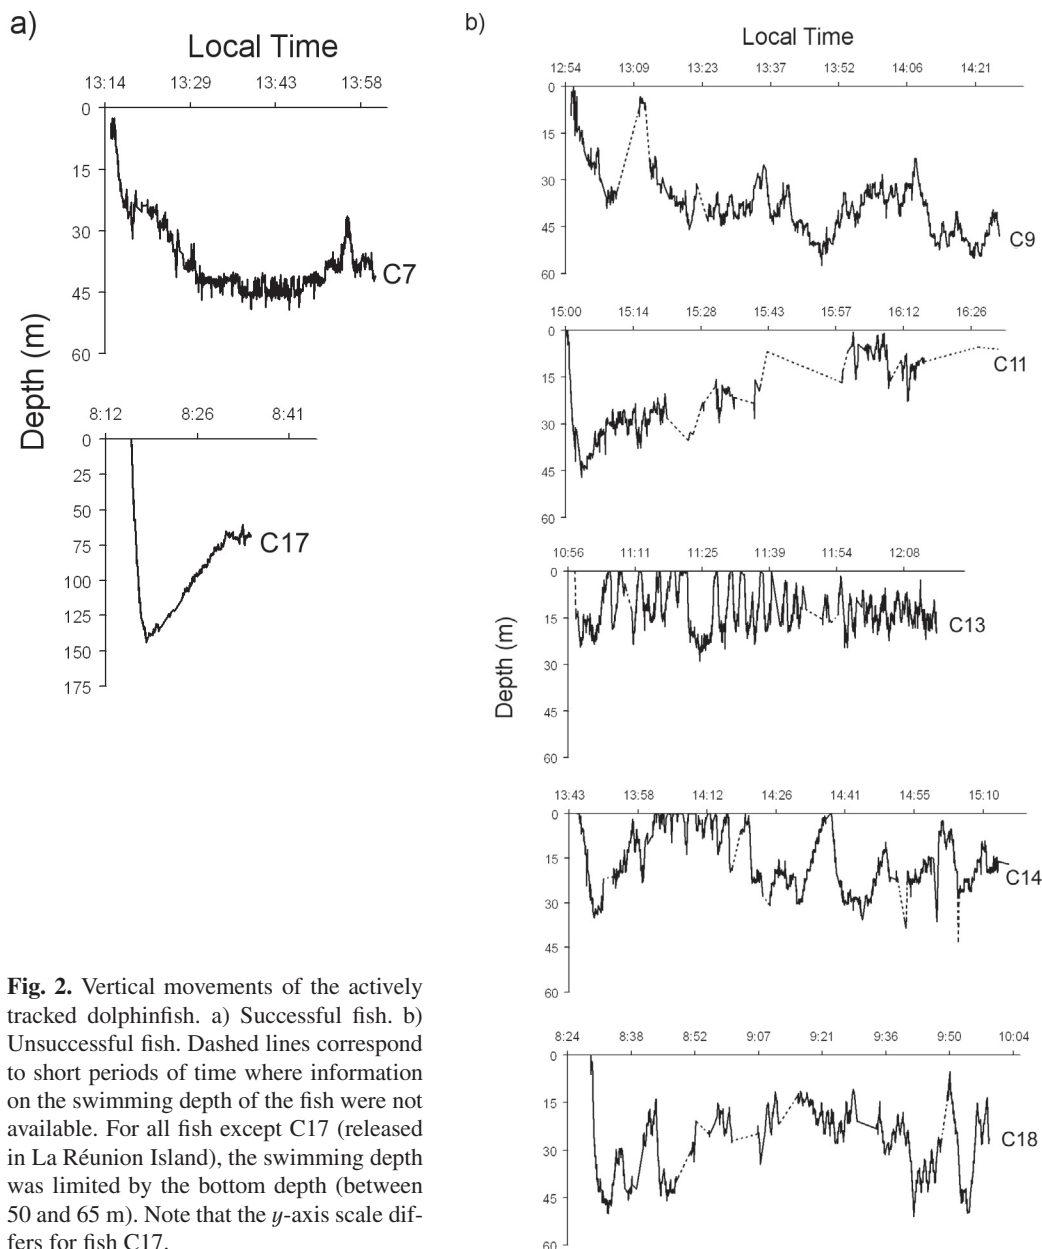 a)
Local Time
13:14 13:29 13:43 13:58
0
15
30
45
60
C7
Depth (m)
8:12 8:26 8:41
0
25
50
75
100
125
150
175
C17
b)
Local Time
12:54 13:09 13:23 13:37 13:52 14:06 14:21
0
15
30
45
60
C9
15:00 15:14 15:28 15:43 15:57 16:12 16:26
0
15
30
45
60
C11
10:56 11:11 11:25 11:39 11:54 12:08
0
15
30
45
60
C13
Depth (m)
13:43 13:58 14:12 14:26 14:41 14:55 15:10
0
15
30
45
60
C14
8:24 8:38 8:52 9:07 9:21 9:36 9:50 10:04
0
15
30
45
60
C18
Fig. 2. Vertical movements of the actively
tracked dolphinfish. a) Successful fish. b)
Unsuccessful fish. Dashed lines correspond
to short periods of time where information
on the swimming depth of the fish were not
available. For all fish except C17 (released
in La Réunion Island), the swimming depth
was limited by the bottom depth (between
50 and 65 m). Note that the y-axis scale dif-
fers for fish C17.